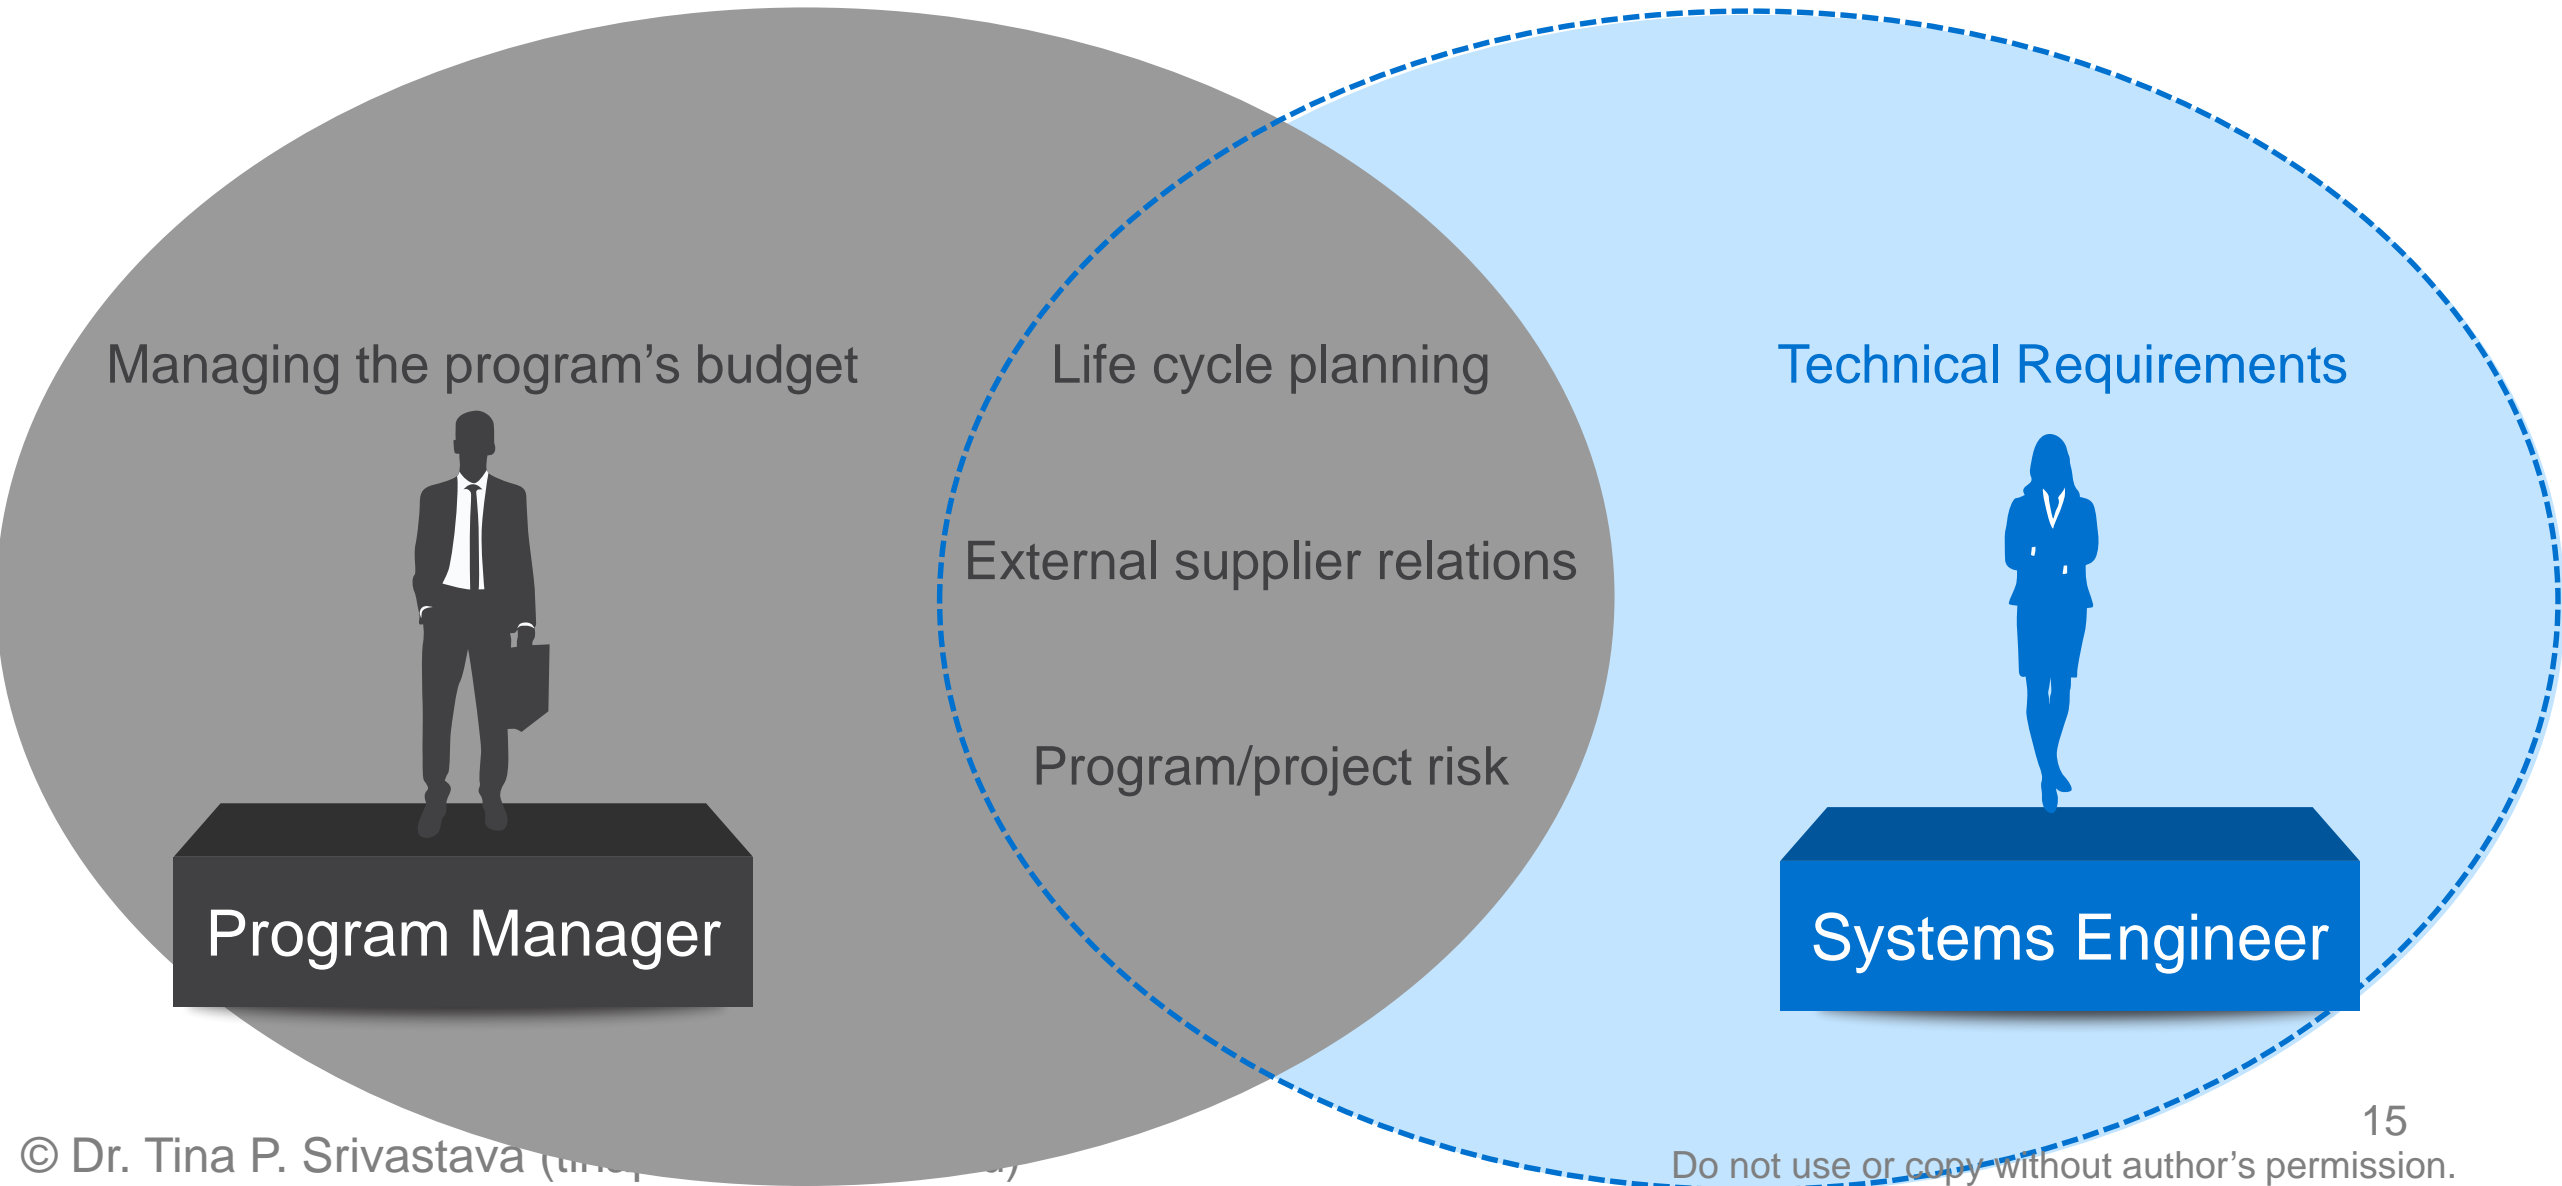 Managing the program’s budget
Life cycle planning
Technical Requirements
External supplier relations
Program/project risk
Program Manager
Systems Engineer
15
© Dr. Tina P. Srivastava
Do not use or copy without author’s permission.